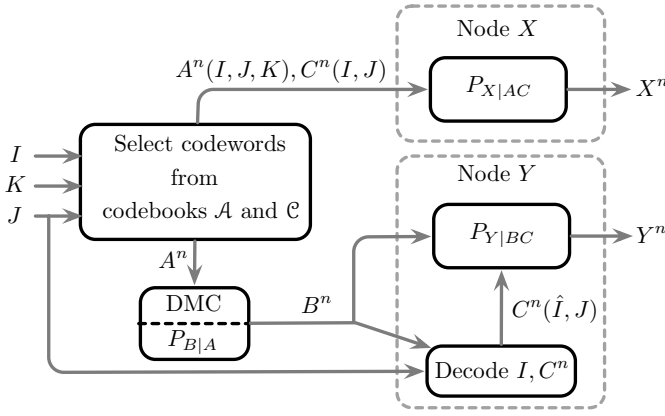 Node X
A^n(I, J, K), C^n(I, J)
P_{X|AC}
X^n
I
K
J
Select codewords
from
codebooks 𝒜 and 𝒞
Node Y
P_{Y|BC}
Y^n
A^n
DMC
P_{B|A}
B^n
C^n(Î, J)
Decode I, C^n